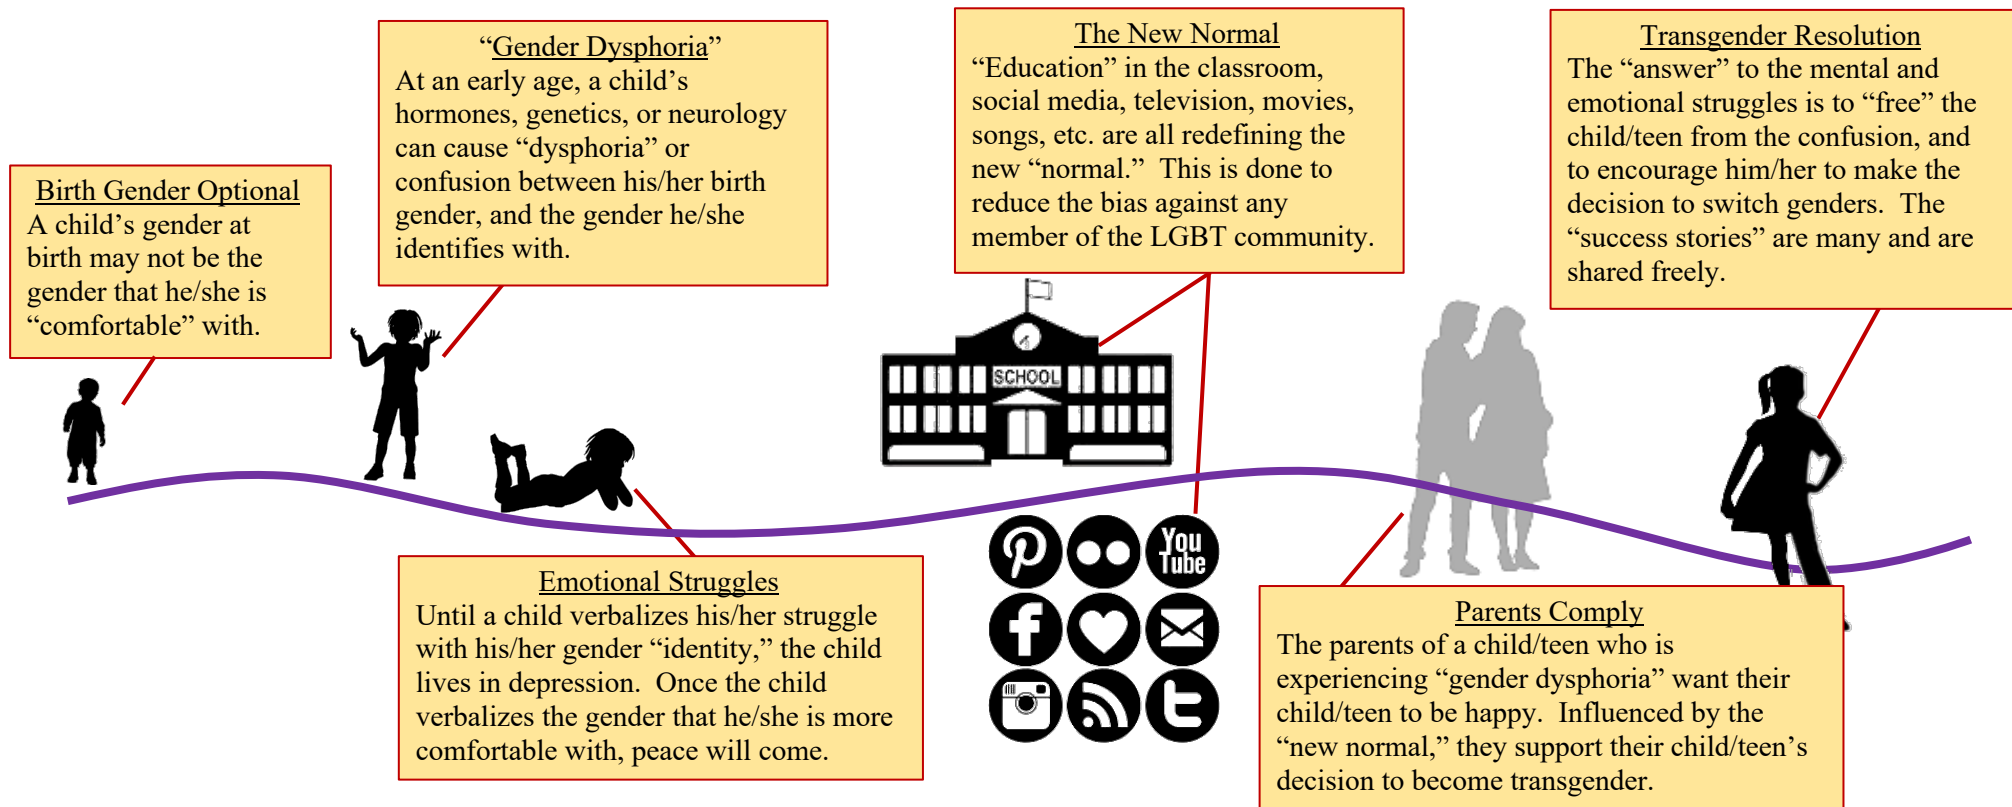 Birth Gender Optional
A child’s gender at
birth may not be the
gender that he/she is
“comfortable” with.
“Gender Dysphoria”
At an early age, a child’s
hormones, genetics, or neurology
can cause “dysphoria” or
confusion between his/her birth
gender, and the gender he/she
identifies with.
Emotional Struggles
Until a child verbalizes his/her struggle
with his/her gender “identity,” the child
lives in depression.  Once the child
verbalizes the gender that he/she is more
comfortable with, peace will come.
The New Normal
“Education” in the classroom,
social media, television, movies,
songs, etc. are all redefining the
new “normal.”  This is done to
reduce the bias against any
member of the LGBT community.
SCHOOL
You
Tube
Parents Comply
The parents of a child/teen who is
experiencing “gender dysphoria” want their
child/teen to be happy.  Influenced by the
“new normal,” they support their child/teen’s
decision to become transgender.
Transgender Resolution
The “answer” to the mental and
emotional struggles is to “free” the
child/teen from the confusion, and
to encourage him/her to make the
decision to switch genders.  The
“success stories” are many and are
shared freely.